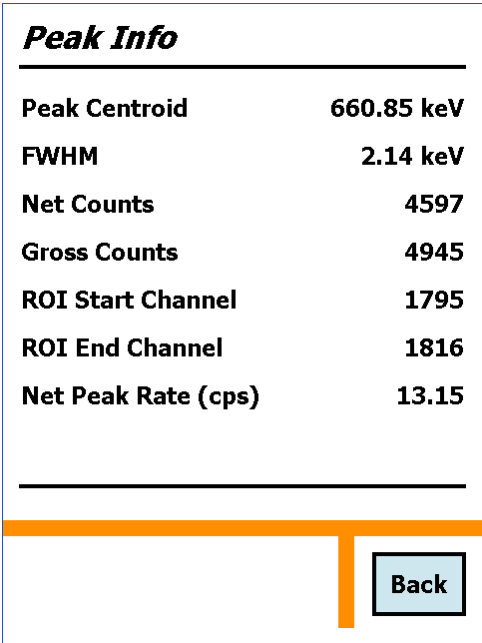 Peak Info
Peak Centroid 660.85 keV
FWHM 2.14 keV
Net Counts 4597
Gross Counts 4945
ROI Start Channel 1795
ROI End Channel 1816
Net Peak Rate (cps) 13.15
Back